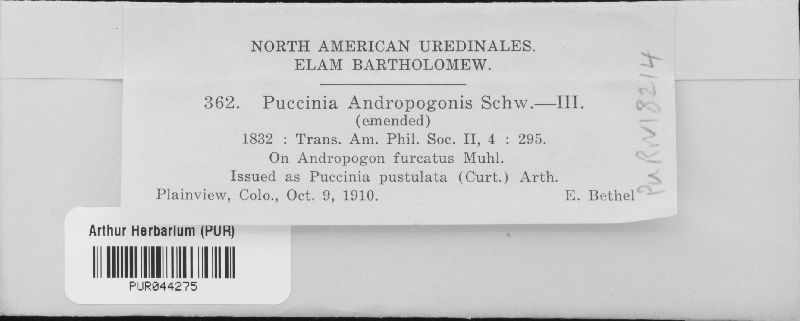 NORTH AMERICAN UREDINALES.
ELAM BARTHOLOMEW.
362. Puccinia Andropogonis Schw.—III.
(emended)
1832 : Trans. Am. Phil. Soc. II, 4 : 295.
On Andropogon furcatus Muhl.
Issued as Puccinia pustulata (Curt.) Arth.
Plainview, Colo., Oct. 9, 1910. E. Bethel
PURN18214
Arthur Herbarium (PUR)
PUR044275